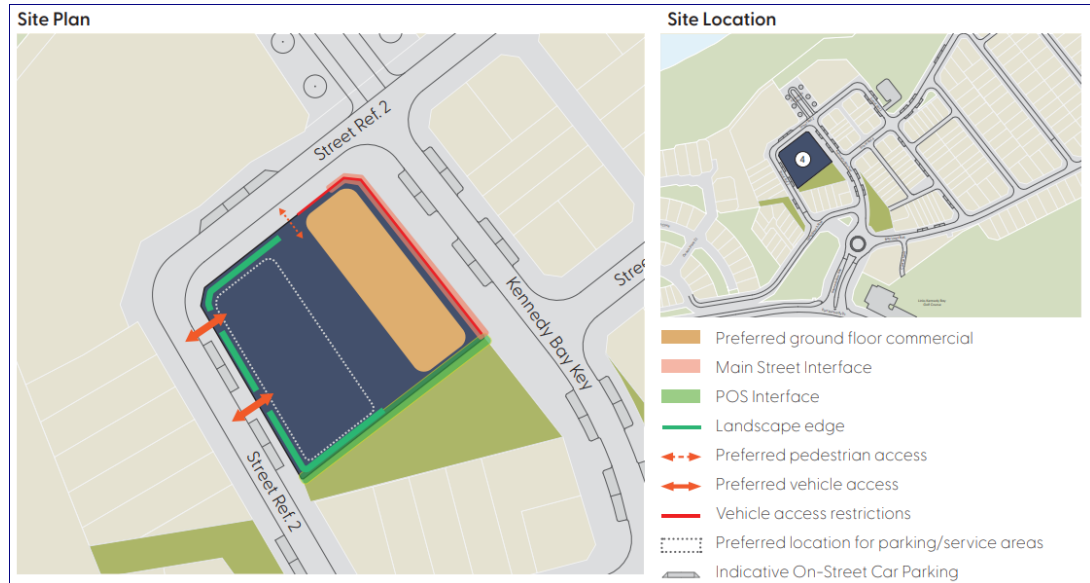 Site Plan
Site Location
Street Ref. 2
Kennedy Bay Key
Street Ref. 2
4
Preferred ground floor commercial
Main Street Interface
POS Interface
Landscape edge
Preferred pedestrian access
Preferred vehicle access
Vehicle access restrictions
Preferred location for parking/service areas
Indicative On-Street Car Parking